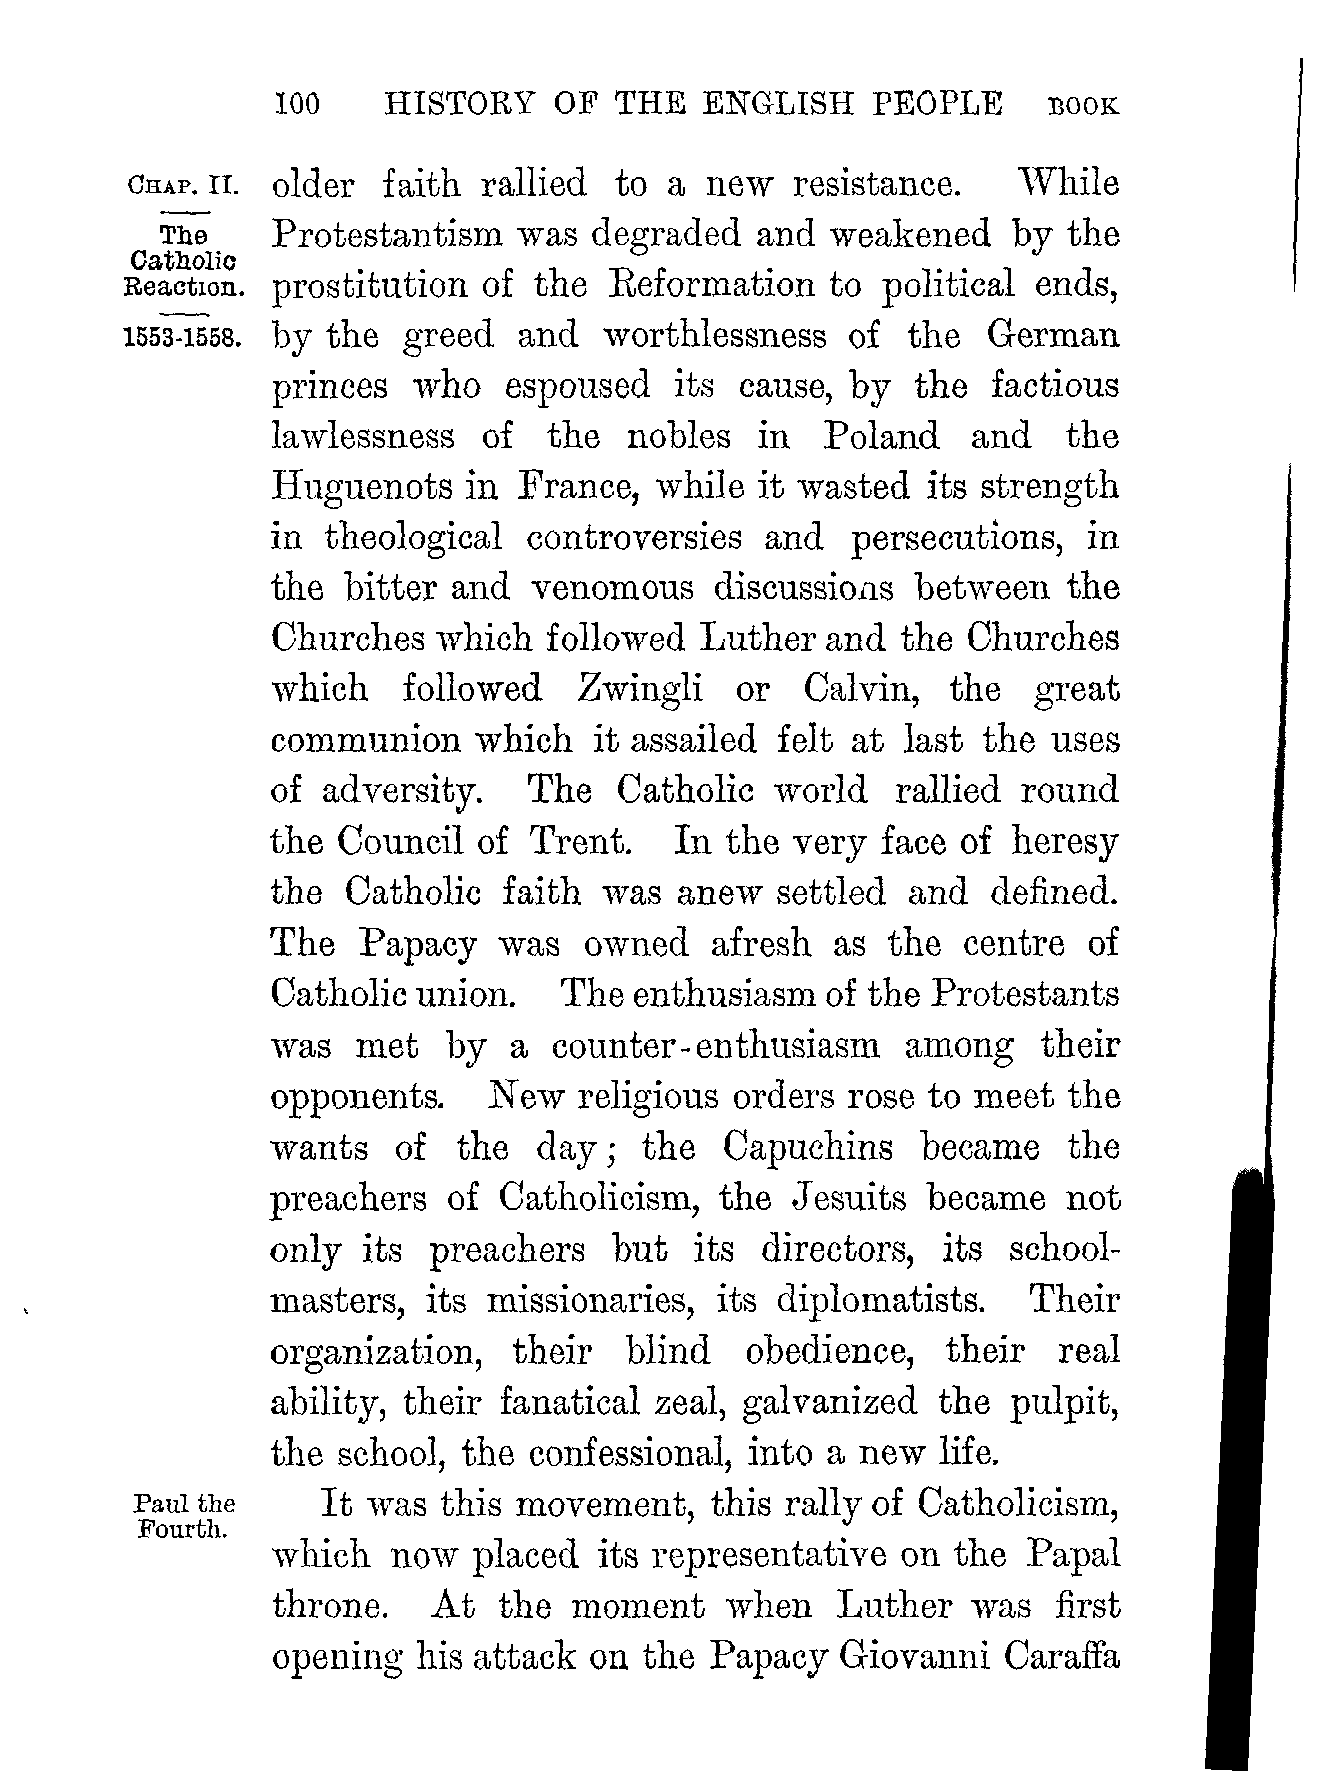 100 HISTORY OF THE ENGLISH PEOPLE BOOK
CHAP. II.
The
Catholic
Reaction.
1553-1558.
older faith rallied to a new resistance. While
Protestantism was degraded and weakened by the
prostitution of the Reformation to political ends,
by the greed and worthlessness of the German
princes who espoused its cause, by the factious
lawlessness of the nobles in Poland and the
Huguenots in France, while it wasted its strength
in theological controversies and persecutions, in
the bitter and venomous discussions between the
Churches which followed Luther and the Churches
which followed Zwingli or Calvin, the great
communion which it assailed felt at last the uses
of adversity. The Catholic world rallied round
the Council of Trent. In the very face of heresy
the Catholic faith was anew settled and defined.
The Papacy was owned afresh as the centre of
Catholic union. The enthusiasm of the Protestants
was met by a counter-enthusiasm among their
opponents. New religious orders rose to meet the
wants of the day; the Capuchins became the
preachers of Catholicism, the Jesuits became not
only its preachers but its directors, its school-
masters, its missionaries, its diplomatists. Their
organization, their blind obedience, their real
ability, their fanatical zeal, galvanized the pulpit,
the school, the confessional, into a new life.
Paul the
Fourth.
It was this movement, this rally of Catholicism,
which now placed its representative on the Papal
throne. At the moment when Luther was first
opening his attack on the Papacy Giovanni Caraffa